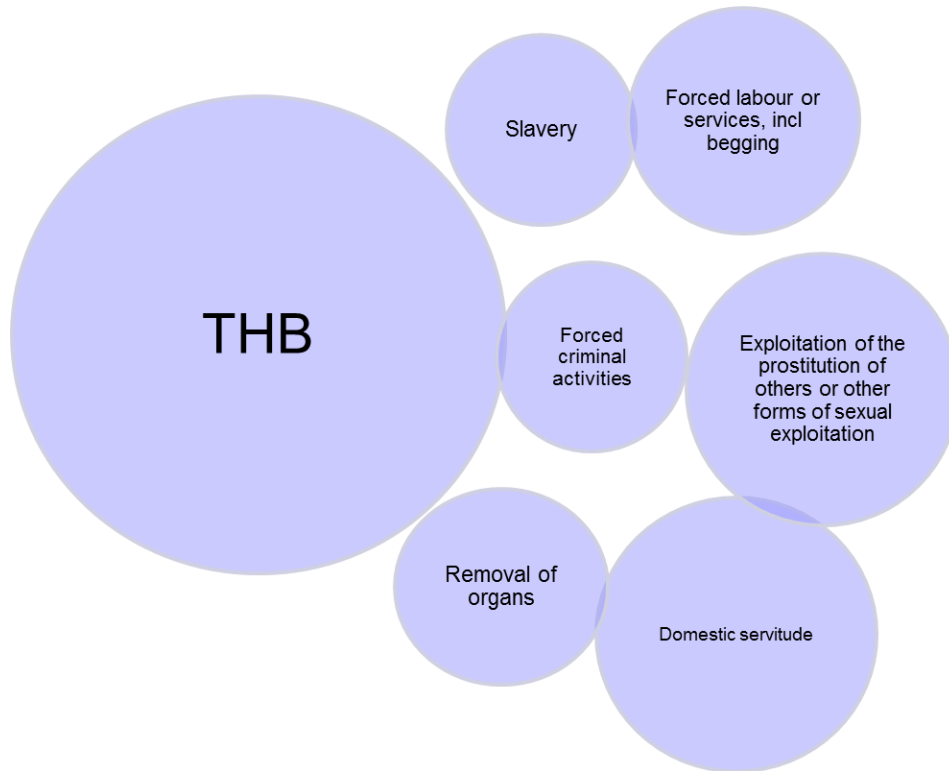 THB
Slavery
Forced labour or
services, incl
begging
Forced
criminal
activities
Exploitation of the
prostitution of
others or other
forms of sexual
exploitation
Removal of
organs
Domestic servitude